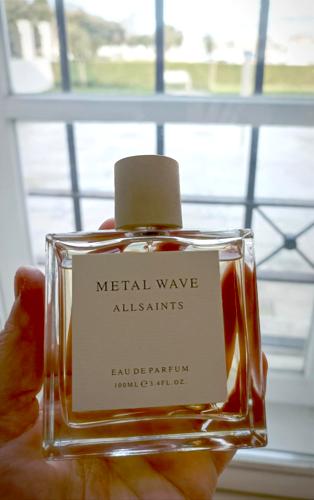 METAL WAVE
ALLSAINTS
EAU DE PARFUM
100ML ℮ 3.4FL.OZ.